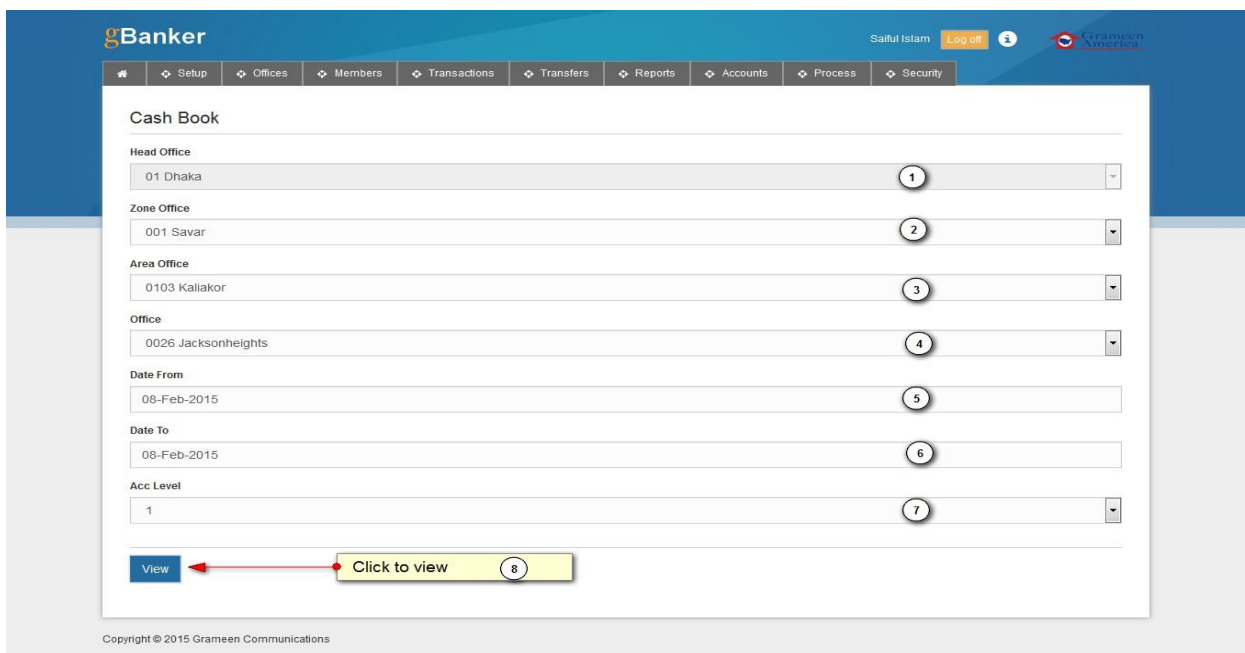 gBanker
Saiful Islam Log off i Grameen America
Setup Offices Members Transactions Transfers Reports Accounts Process Security
Cash Book
Head Office
01 Dhaka 1
Zone Office
001 Savar 2
Area Office
0103 Kaliakor 3
Office
0026 Jacksonheights 4
Date From
08-Feb-2015 5
Date To
08-Feb-2015 6
Acc Level
1 7
View Click to view 8
Copyright © 2015 Grameen Communications